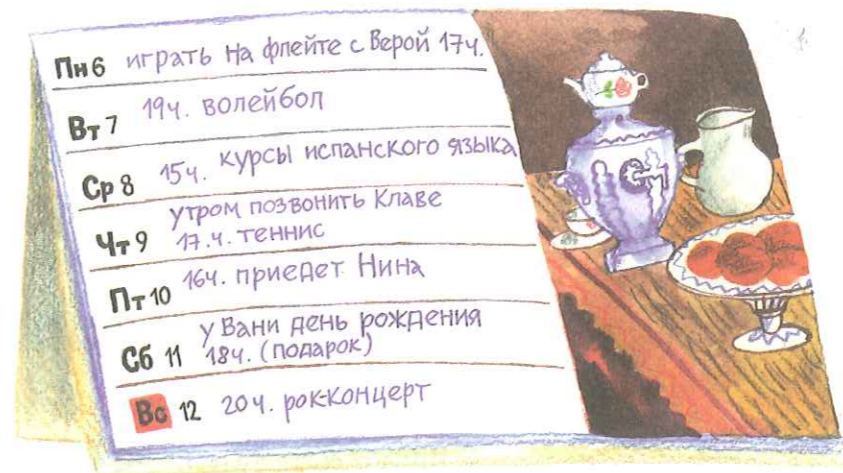 Пн 6 играть на флейте с Верой 17ч.
Вт 7 19ч. волейбол
Ср 8 15ч. курсы испанского языка
утром позвонить Клаве
Чт 9 17.ч. теннис
Пт 10 16ч. приедет Нина
у Вани день рождения
Сб 11 18ч. (подарок)
Вс 12 20ч. рок-концерт